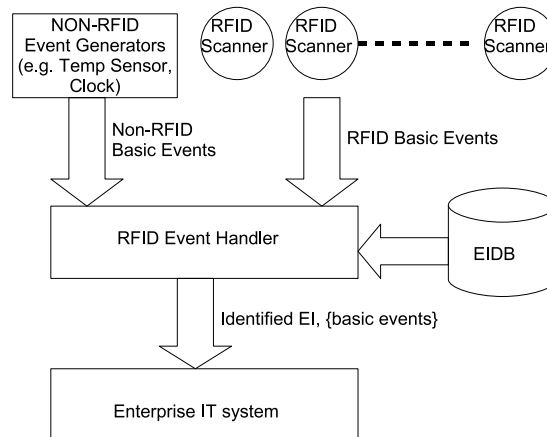 NON-RFID
Event Generators
(e.g. Temp Sensor,
Clock)
RFID
Scanner
RFID
Scanner
RFID
Scanner
Non-RFID
Basic Events
RFID Basic Events
RFID Event Handler
EIDB
Identified EI, {basic events}
Enterprise IT system